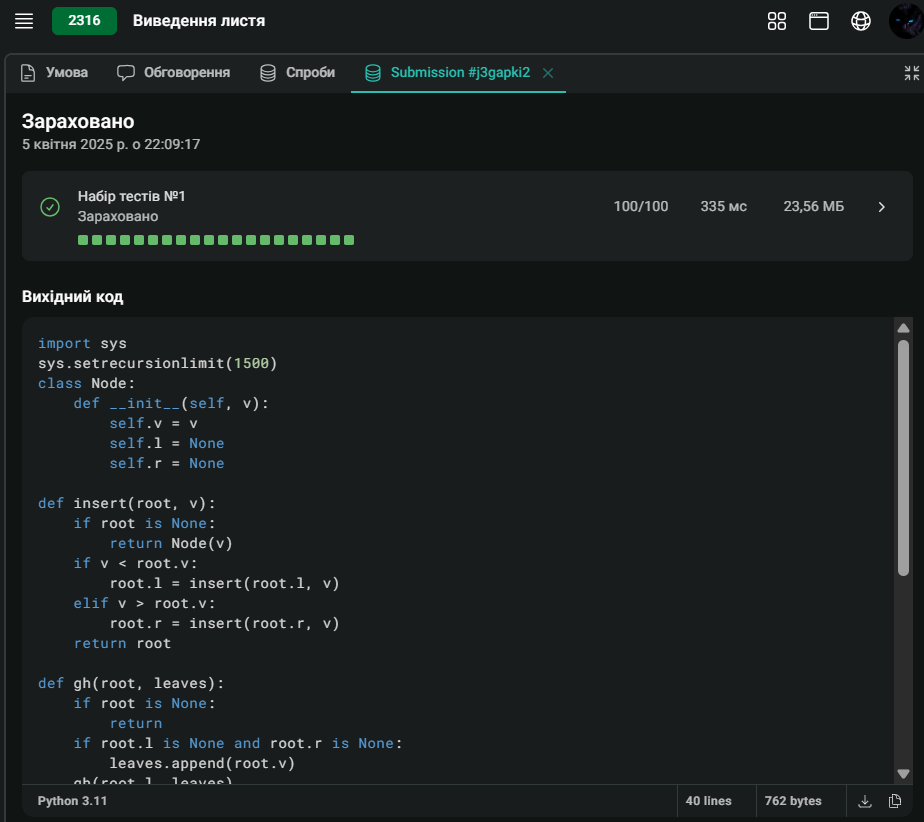 2316 Виведення листя
Умова Обговорення Спроби Submission #j3gapki2
Зараховано
5 квітня 2025 р. о 22:09:17
Набір тестів №1
Зараховано
100/100 335 мс 23,56 МБ
Вихідний код
import sys
sys.setrecursionlimit(1500)
class Node:
    def __init__(self, v):
        self.v = v
        self.l = None
        self.r = None

def insert(root, v):
    if root is None:
        return Node(v)
    if v < root.v:
        root.l = insert(root.l, v)
    elif v > root.v:
        root.r = insert(root.r, v)
    return root

def gh(root, leaves):
    if root is None:
        return
    if root.l is None and root.r is None:
        leaves.append(root.v)
    gh(root.l, leaves)
Python 3.11 40 lines 762 bytes